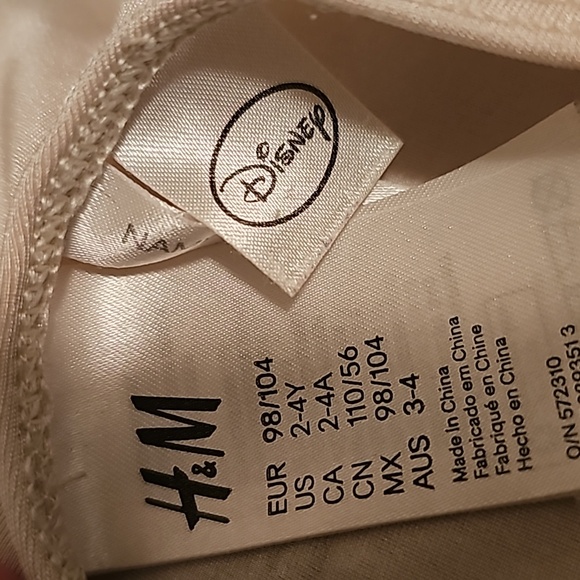 Disney
H&M
EUR 98/104
US 2-4Y
CA 2-4A
CN 110/56
MX 98/104
AUS 3-4
Made In China
Fabricado em China
Fabriqué en Chine
Hecho en China
O/N 572310